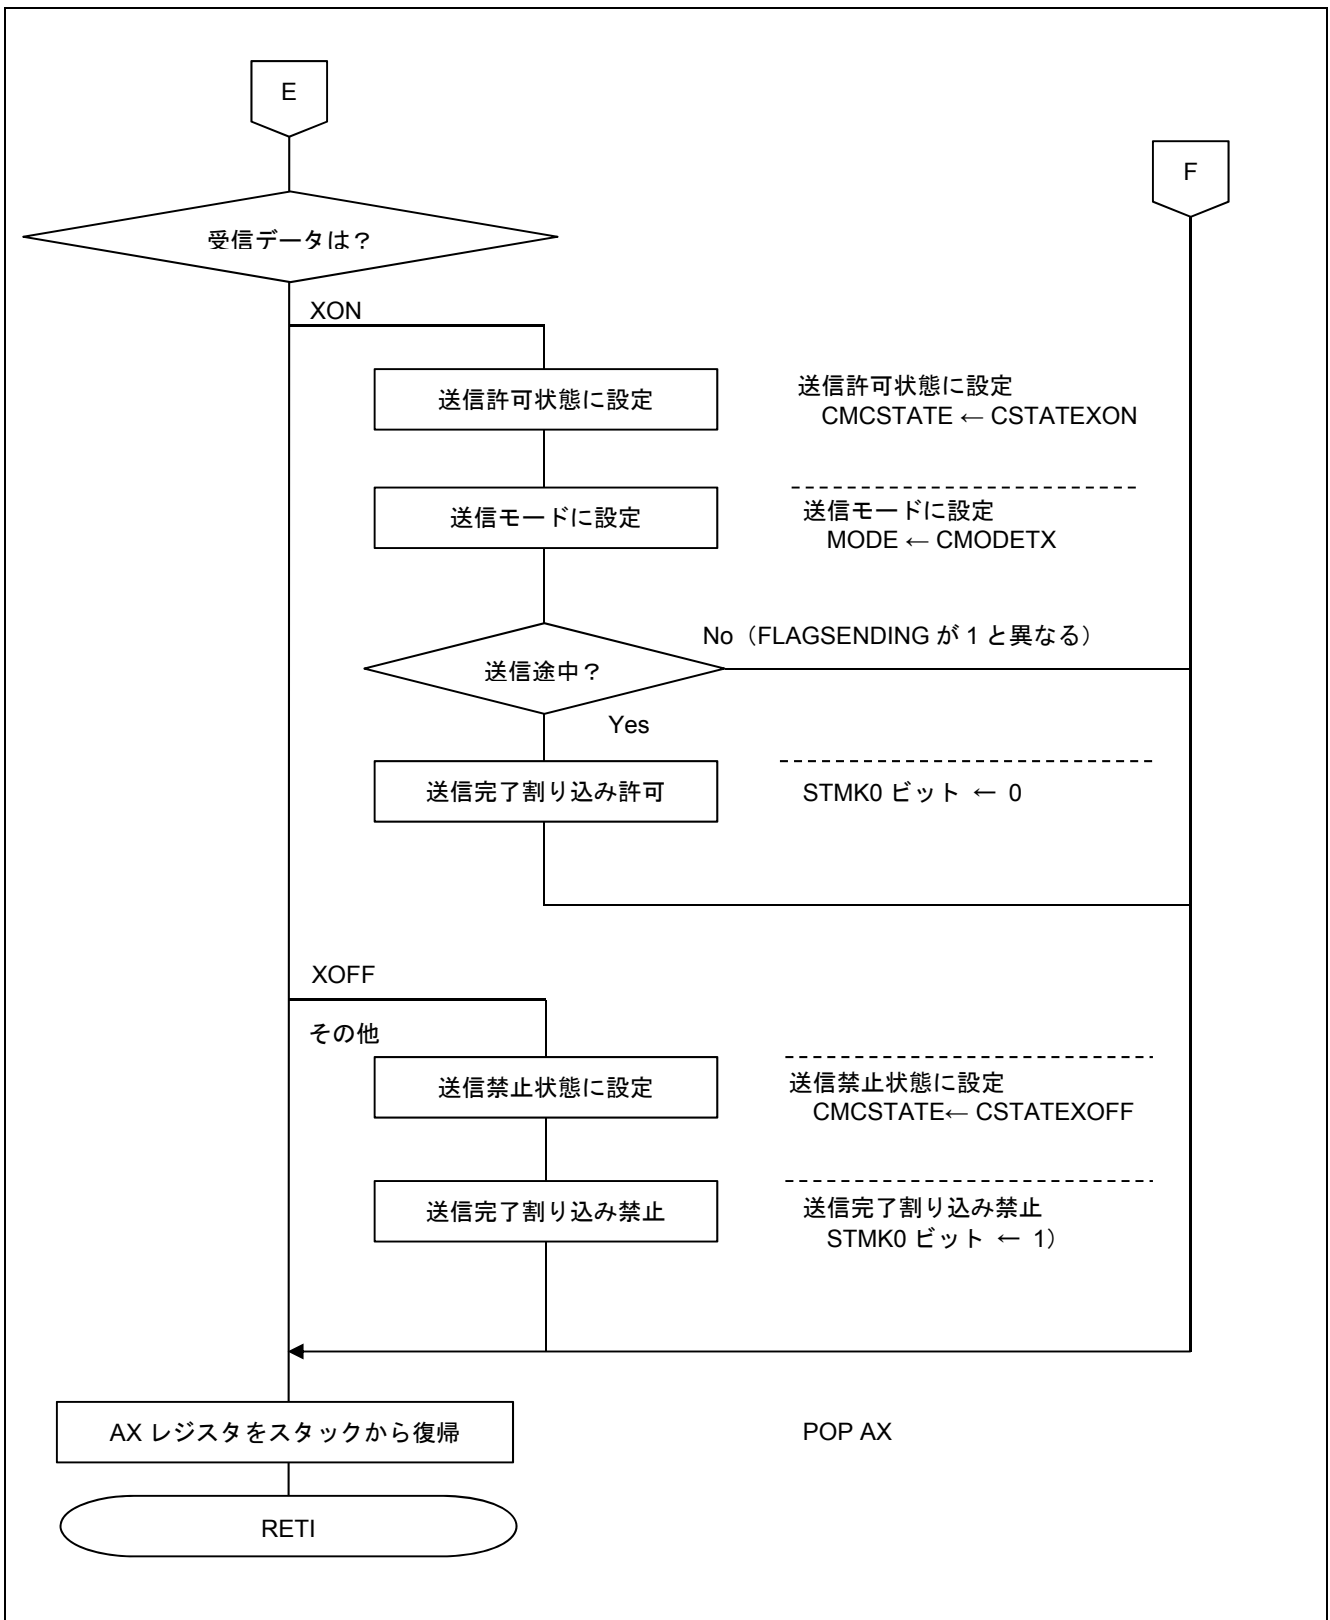 E
F
受信データは？
XON
送信許可状態に設定
送信許可状態に設定
CMCSTATE ← CSTATEXON
送信モードに設定
送信モードに設定
MODE ← CMODETX
No（FLAGSENDING が 1 と異なる）
送信途中？
Yes
送信完了割り込み許可
STMK0 ビット ← 0
XOFF
その他
送信禁止状態に設定
送信禁止状態に設定
CMCSTATE← CSTATEXOFF
送信完了割り込み禁止
送信完了割り込み禁止
STMK0 ビット ← 1）
AX レジスタをスタックから復帰
POP AX
RETI